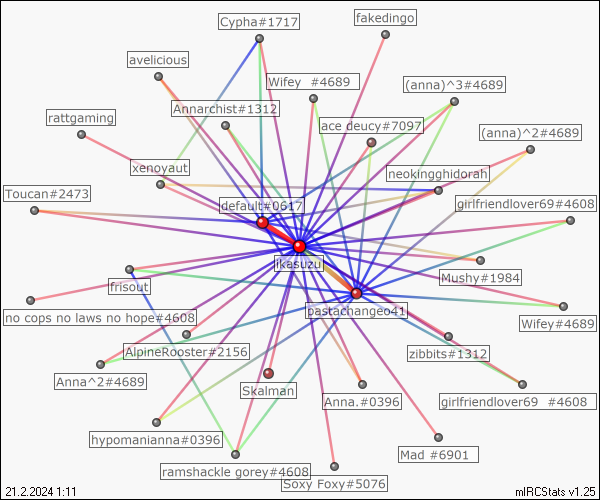 Cypha#1717
fakedingo
avelicious
Wifey  #4689
(anna)^3#4689
Annarchist#1312
rattgaming
ace deucy#7097
(anna)^2#4689
xenoyaut
neokingghidorah
Toucan#2473
default#0617
girlfriendlover69#4608
ikasuzu
Mushy#1984
frisout
pastachangeo41
no cops no laws no hope#4608
Wifey#4689
AlpineRooster#2156
zibbits#1312
Anna^2#4689
Skalman
Anna.#0396
girlfriendlover69  #4608
hypomanianna#0396
Mad #6901
ramshackle gorey#4608
Soxy Foxy#5076
21.2.2024 1:11
mIRCStats v1.25